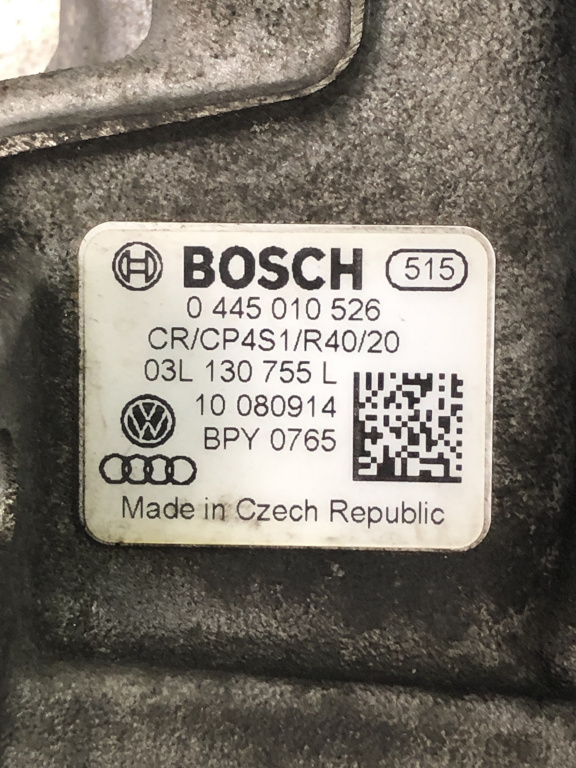 BOSCH 515
0 445 010 526
CR/CP4S1/R40/20
03L 130 755 L
10 080914
BPY 0765
Made in Czech Republic